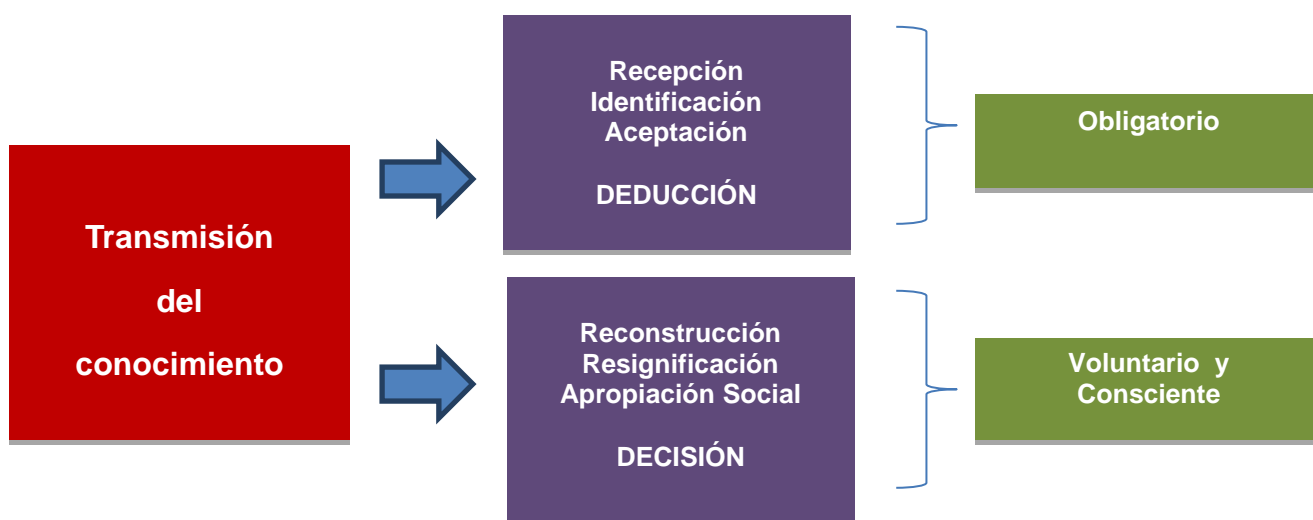 Transmisión
del
conocimiento
Recepción
Identificación
Aceptación
DEDUCCIÓN
Obligatorio
Reconstrucción
Resignificación
Apropiación Social
DECISIÓN
Voluntario y
Consciente